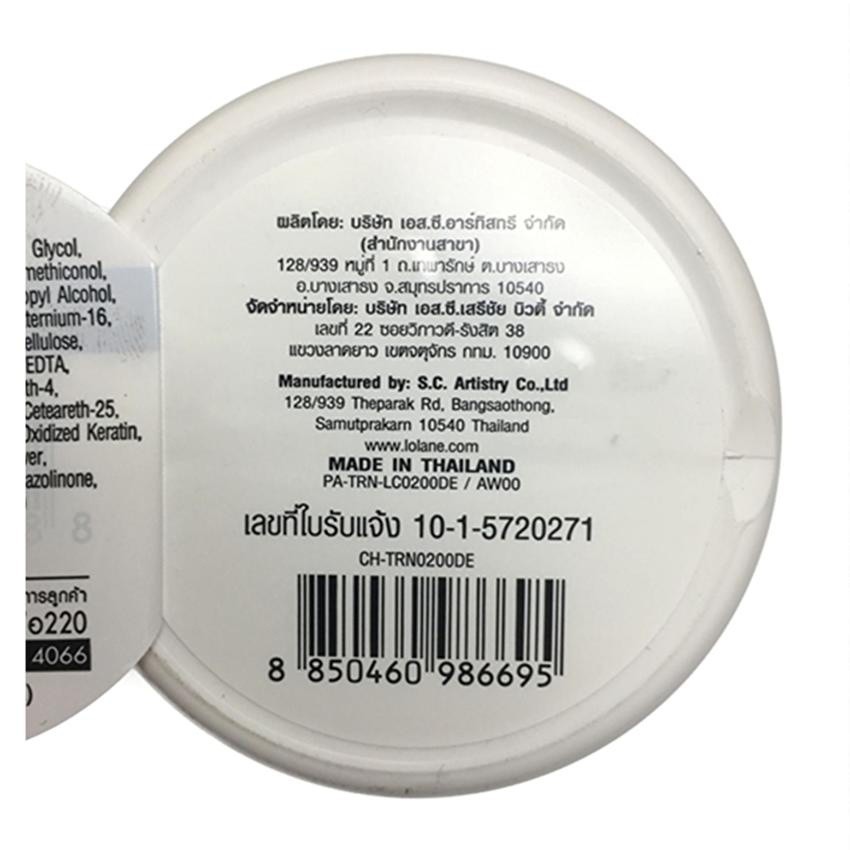 Glycol,
methiconol,
opyl Alcohol,
ternium-16,
ellulose,
EDTA,
th-4,
Ceteareth-25,
Oxidized Keratin,
er,
azolinone,
การลูกค้า
อ220
4066
ผลิตโดย: บริษัท เอส.ซี.อาร์ทิสทรี จำกัด
(สำนักงานสาขา)
128/939 หมู่ที่ 1 ถ.เทพารักษ์ ต.บางเสาธง
อ.บางเสาธง จ.สมุทรปราการ 10540
จัดจำหน่ายโดย: บริษัท เอส.ซี.เสรีชัย บิวตี้ จำกัด
เลขที่ 22 ซอยวิภาวดี-รังสิต 38
แขวงลาดยาว เขตจตุจักร กทม. 10900
Manufactured by: S.C. Artistry Co.,Ltd
128/939 Theparak Rd, Bangsaothong,
Samutprakarn 10540 Thailand
www.lolane.com
MADE IN THAILAND
PA-TRN-LC0200DE / AW00
เลขที่ใบรับแจ้ง 10-1-5720271
CH-TRN0200DE
8 850460 986695